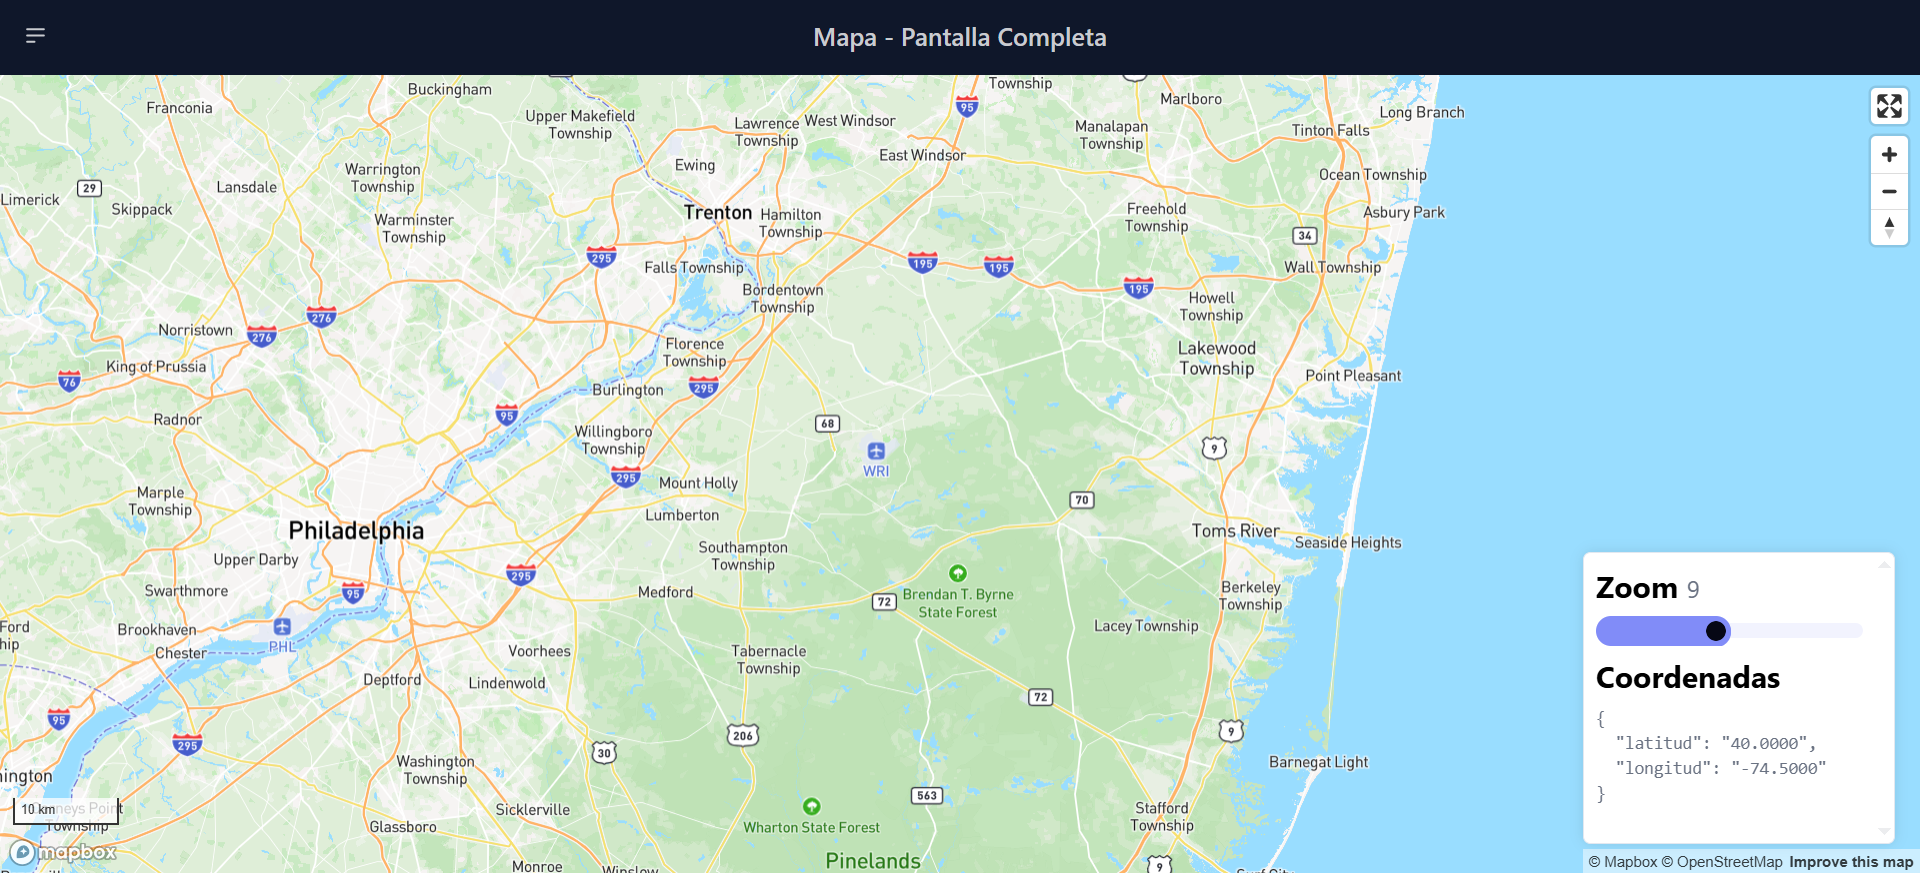 Mapa - Pantalla Completa
Buckingham
Township
Franconia
Marlboro
Long Branch
Upper Makefield
Township
Lawrence
Township
West Windsor
95
Manalapan
Township
Tinton Falls
East Windsor
Warrington
Township
Ewing
Ocean Township
29
Lansdale
Limerick
Skippack
Warminster
Township
Trenton
Hamilton
Township
Freehold
Township
Asbury Park
34
295
Falls Township
195
195
Wall Township
Bordentown
Township
195
Howell
Township
276
Norristown
276
King of Prussia
76
Florence
Township
Lakewood
Township
Point Pleasant
Burlington
295
Radnor
95
68
Willingboro
Township
9
WRI
295
Mount Holly
Marple
Township
70
Lumberton
Philadelphia
Toms River
Seaside Heights
Southampton
Township
Upper Darby
295
Swarthmore
95
Medford
72
Brendan T. Byrne
State Forest
Berkeley
Township
Ford
hip
Brookhaven
PHL
Lacey Township
Chester
Voorhees
Tabernacle
Township
Deptford
Lindenwold
72
95
295
206
30
9
Washington
Township
Barnegat Light
ington
563
Sicklerville
Stafford
Township
10 km
neys Point
Township
Glassboro
Wharton State Forest
Pinelands
Monroe
Winslow
9
Surf City
mapbox
Zoom 9
Coordenadas
{
"latitud": "40.0000",
"longitud": "-74.5000"
}
© Mapbox © OpenStreetMap Improve this map